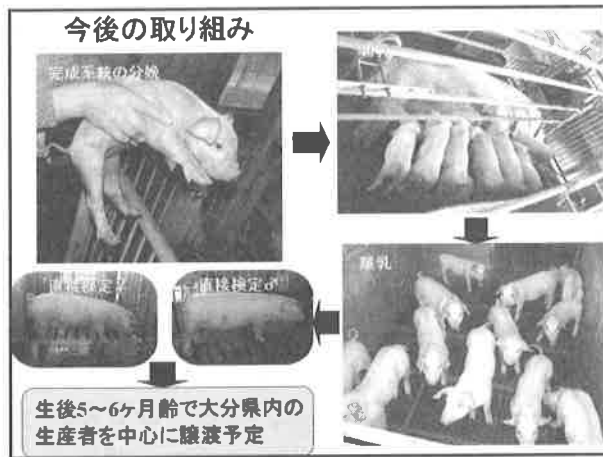 今後の取り組み
完成系統の分娩
離乳
直接検定♀
直接検定♂
生後5～6ヶ月齢で大分県内の
生産者を中心に譲渡予定